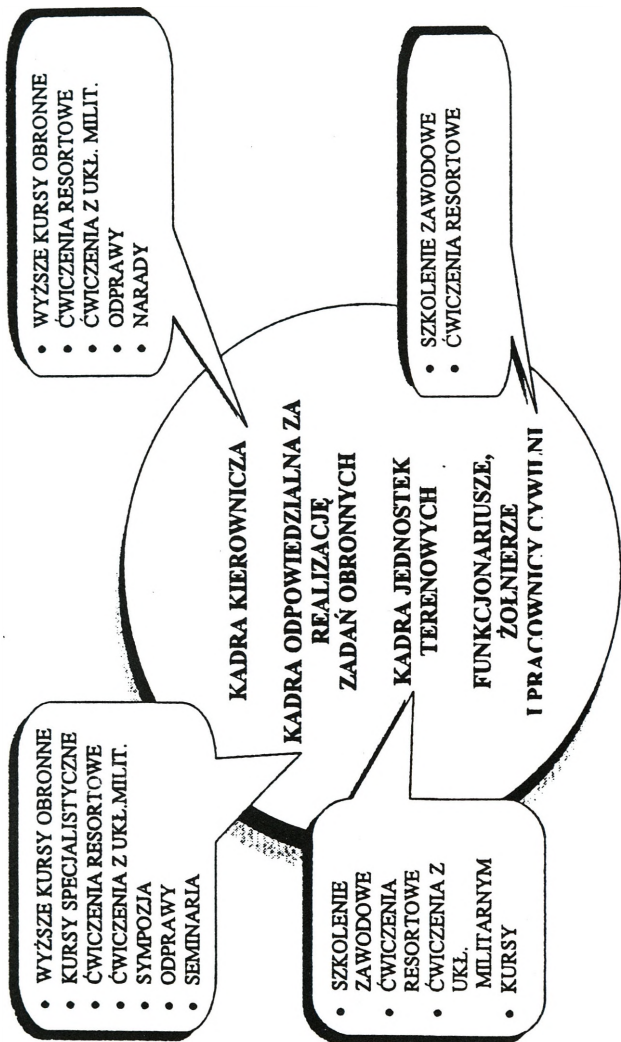 WYŻSZE KURSY OBRONNE
KURSY SPECJALISTYCZNE
ĆWICZENIA RESORTOWE
ĆWICZENIA Z UKŁ.MILIT.
SYMPOZJA
ODPRAWY
SEMINARIA
WYŻSZE KURSY OBRONNE
ĆWICZENIA RESORTOWE
ĆWICZENIA Z UKŁ. MILIT.
ODPRAWY
NARADY
KADRA KIEROWNICZA
KADRA ODPOWIEDZIALNA ZA
REALIZACJĘ
ZADAŃ OBRONNYCH
KADRA JEDNOSTEK
TERENOWYCH
FUNKCJONARIUSZE,
ŻOŁNIERZE
I PRACOWNICY CYWILNI
SZKOLENIE
ZAWODOWE
ĆWICZENIA
RESORTOWE
ĆWICZENIA Z
UKŁ.
MILITARNYM
KURSY
SZKOLENIE ZAWODOWE
ĆWICZENIA RESORTOWE